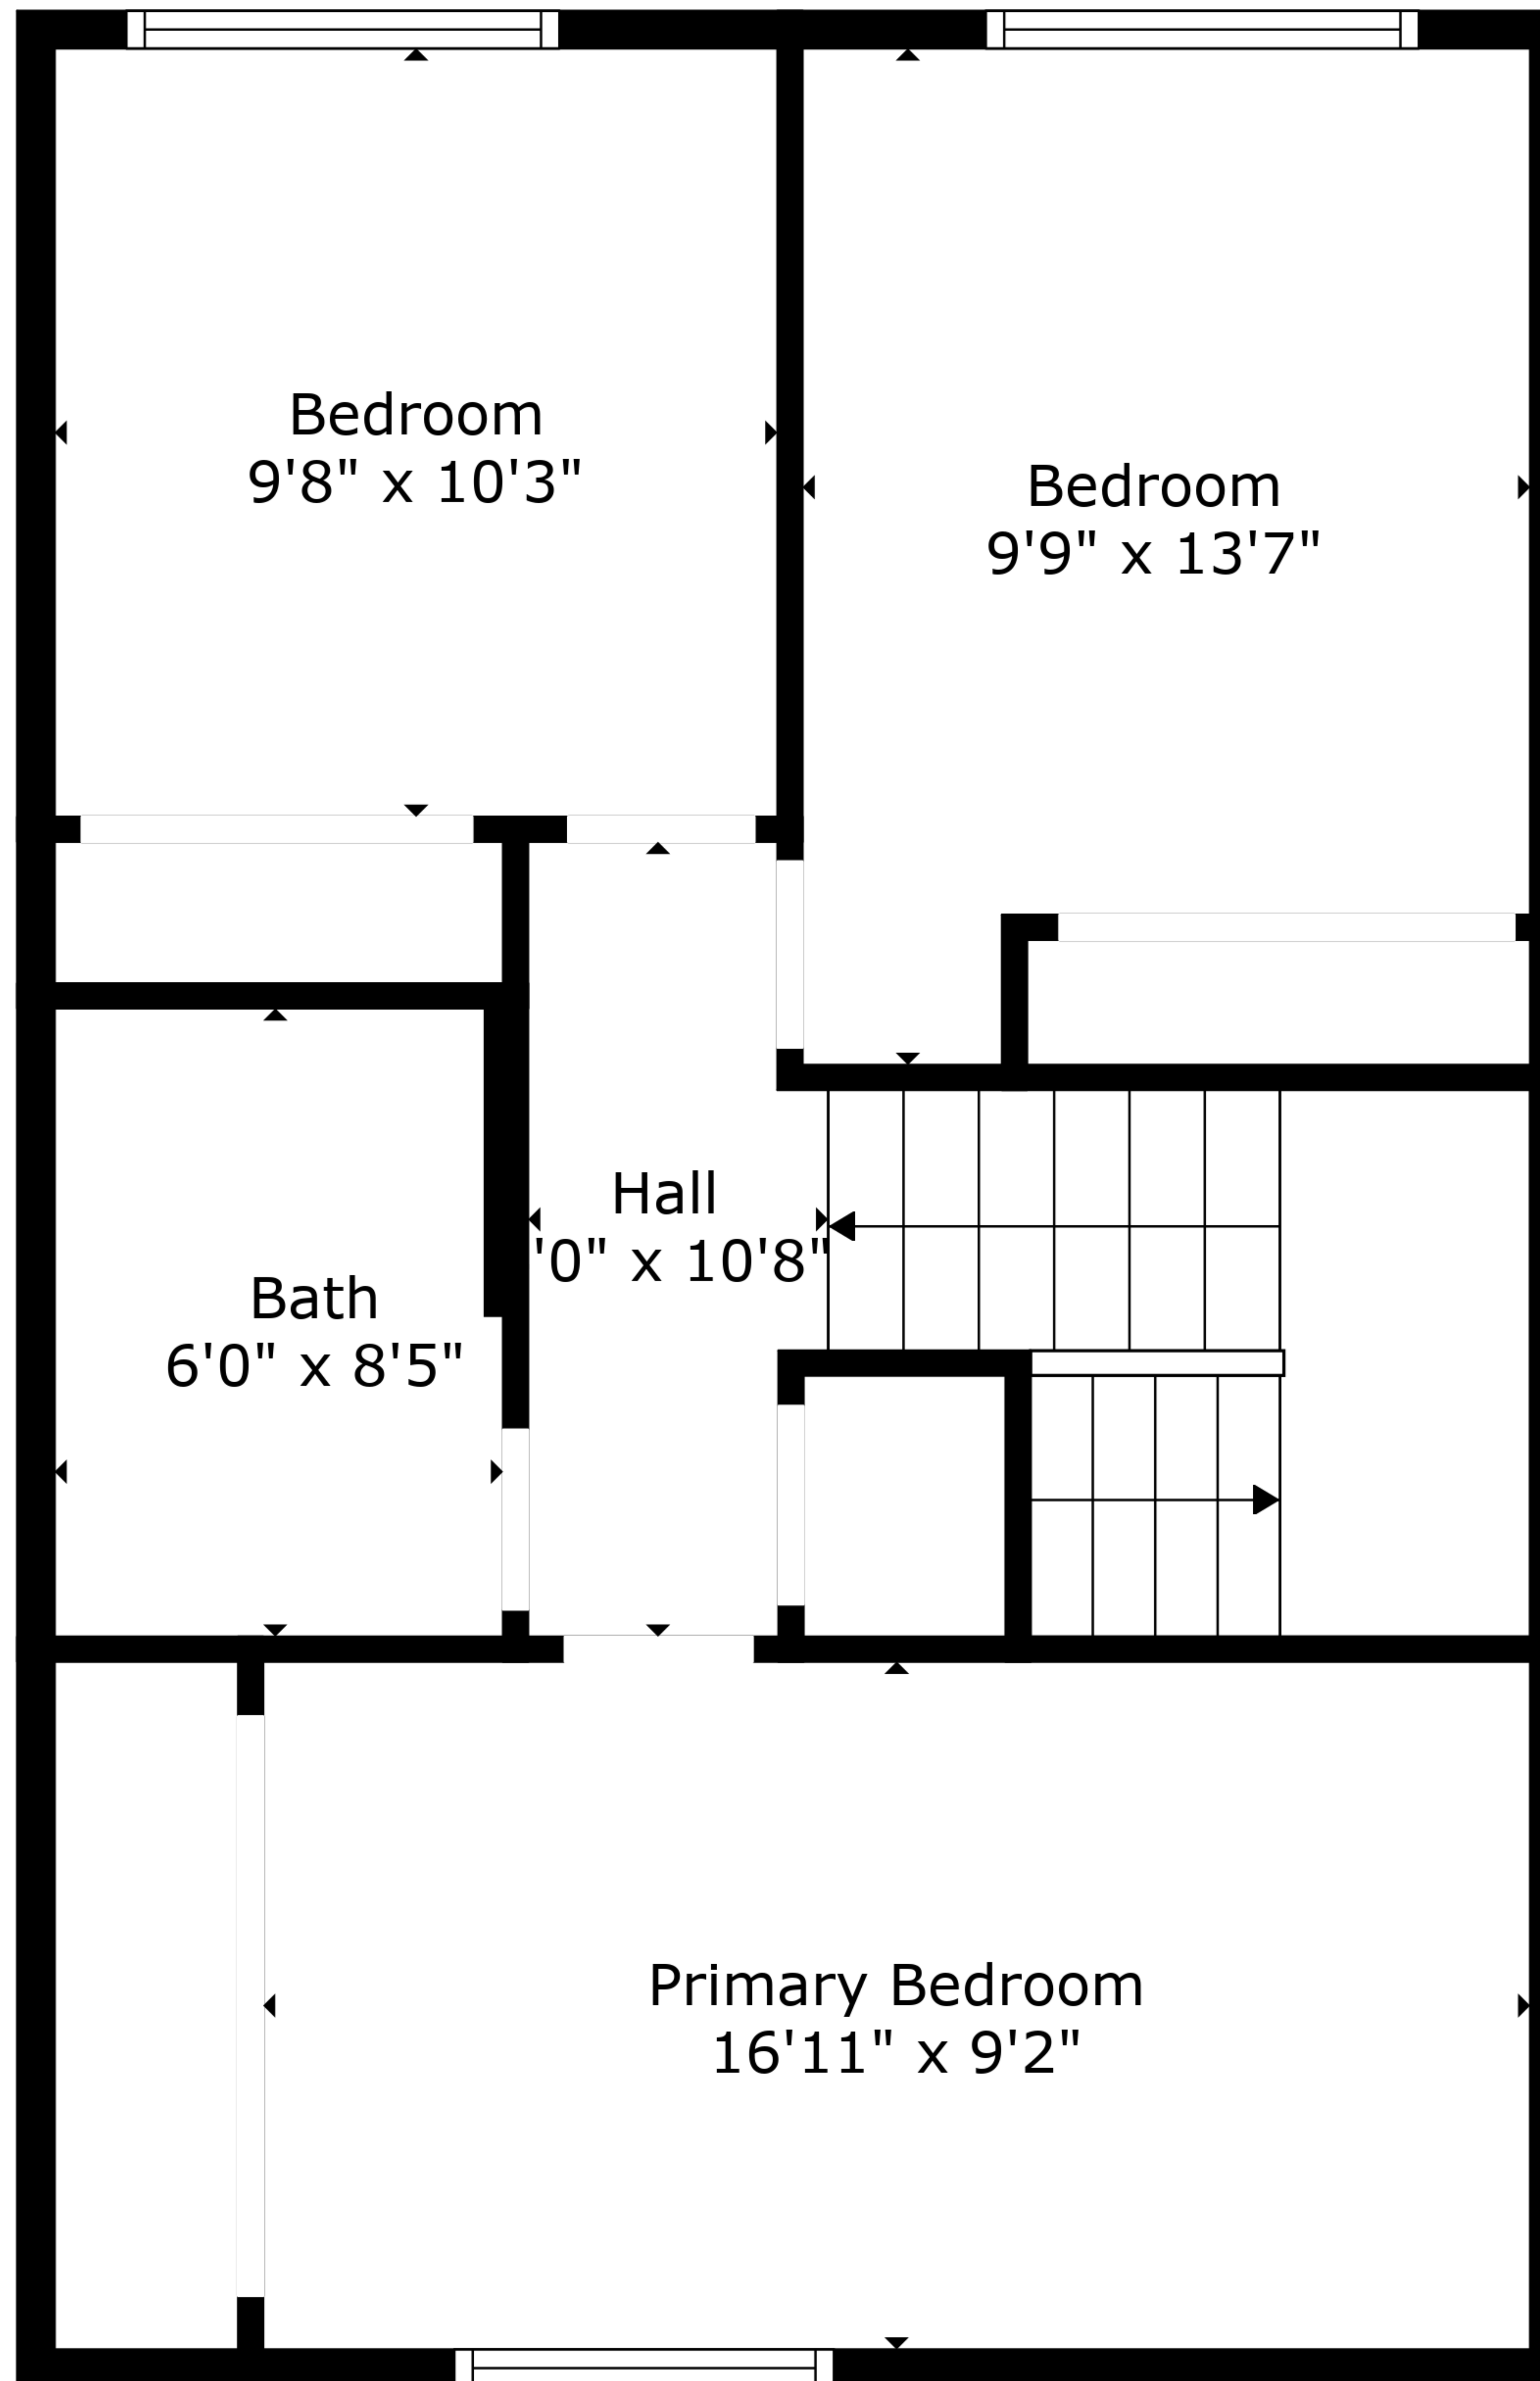 Bedroom
9'8" x 10'3"
Bedroom
9'9" x 13'7"
Hall
'0" x 10'8"
Bath
6'0" x 8'5"
Primary Bedroom
16'11" x 9'2"